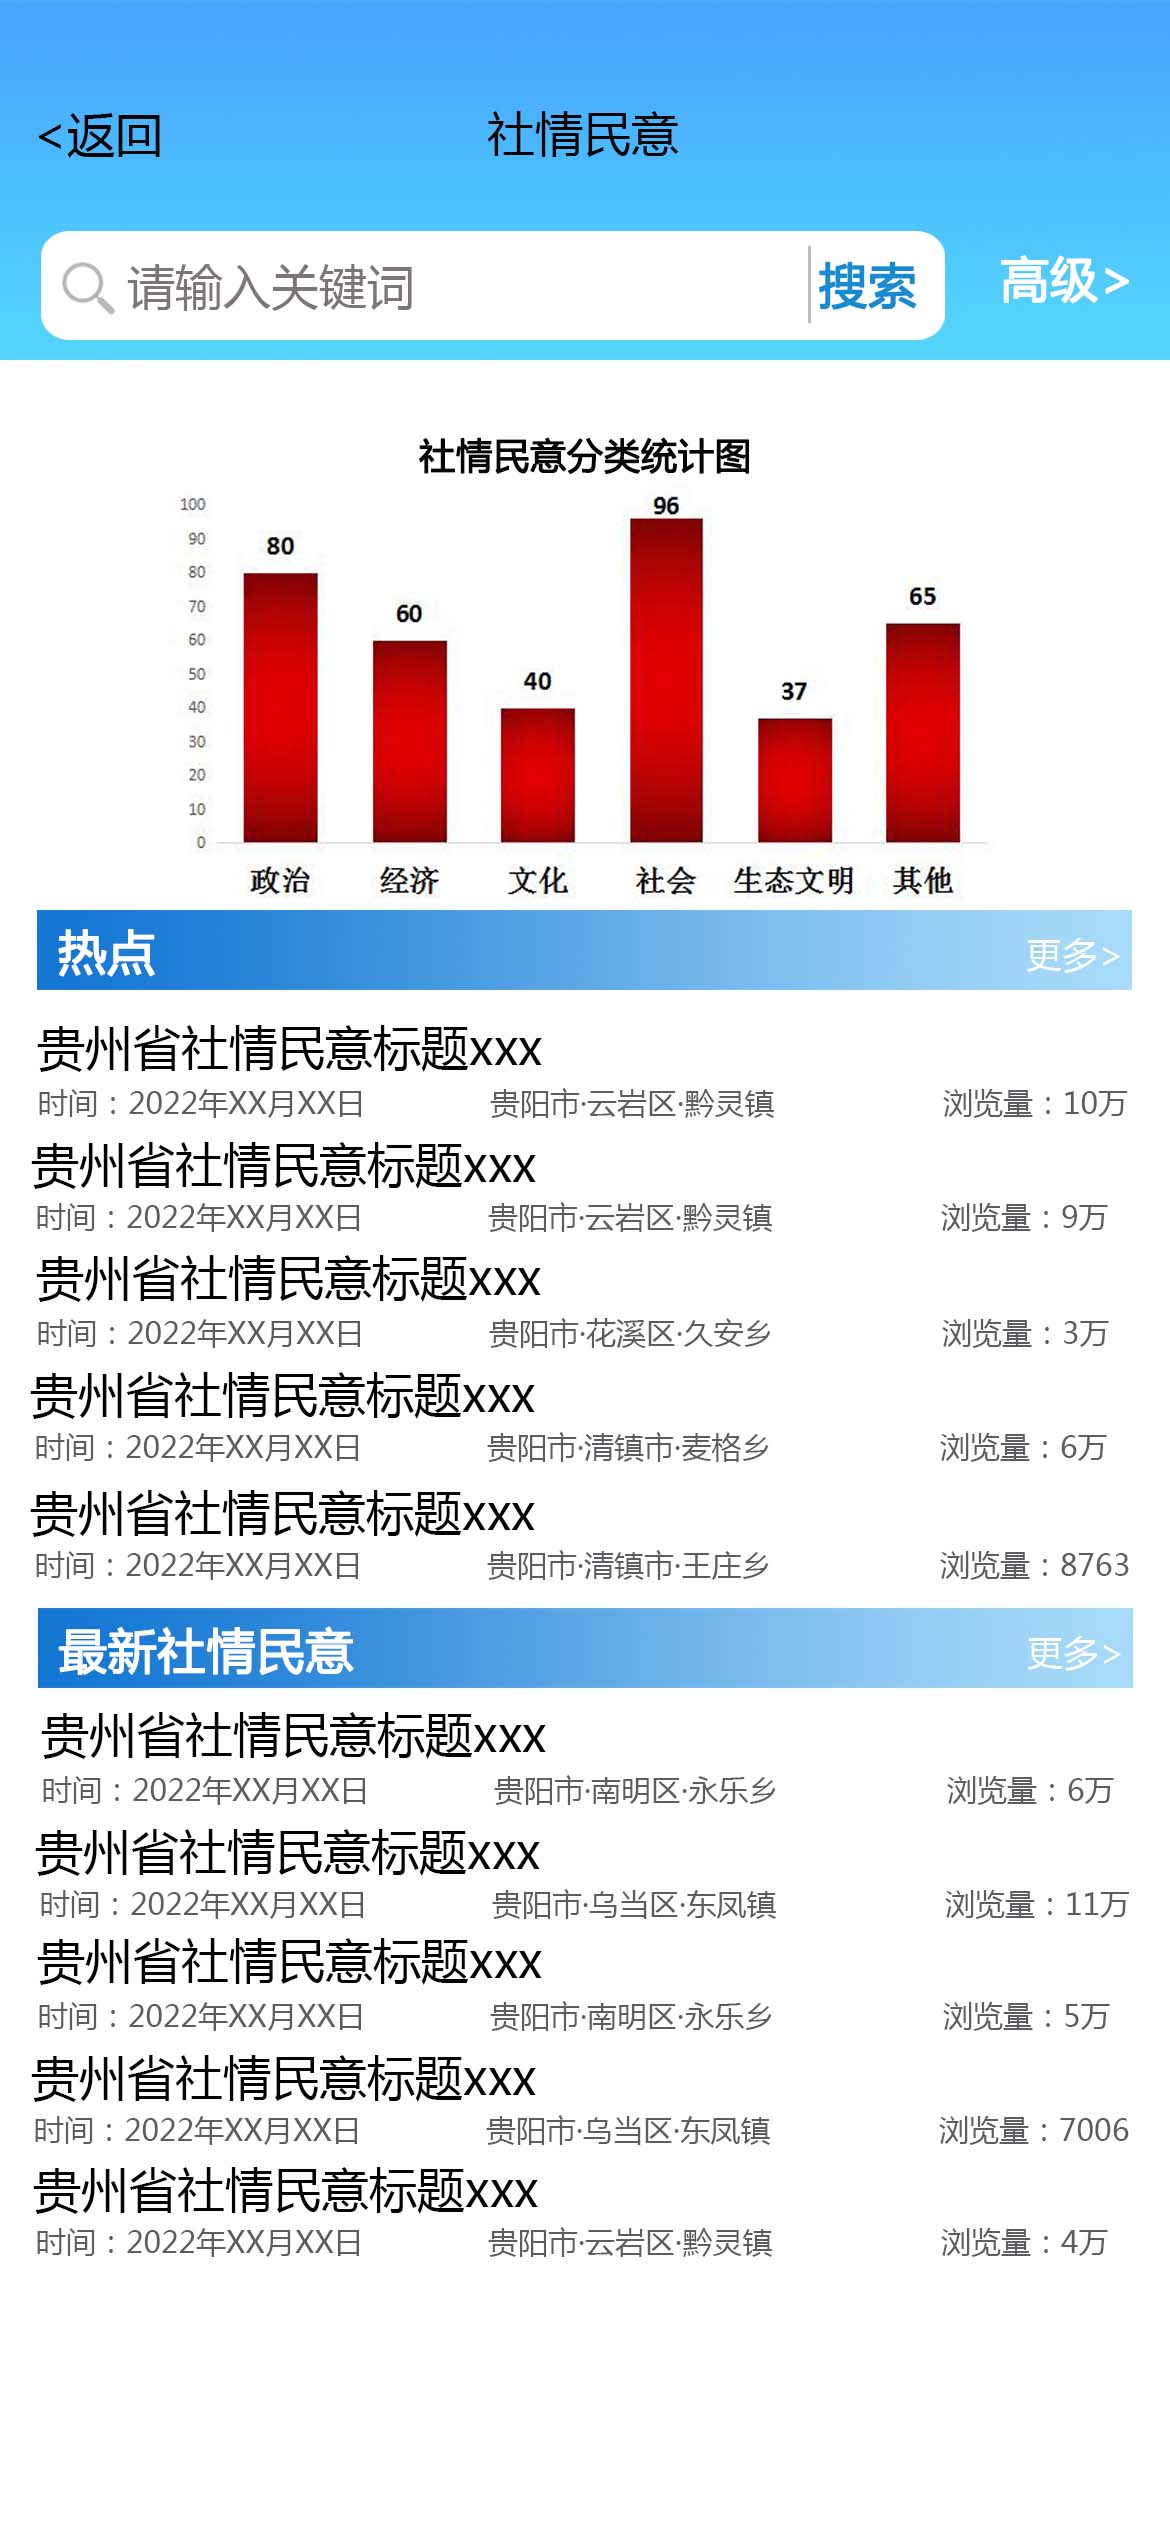 <返回 社情民意
请输入关键词 搜索 高级>
社情民意分类统计图
100
90
80
70
60
50
40
30
20
10
0
80 60 40 96 37 65
政治 经济 文化 社会 生态文明 其他
热点 更多>
贵州省社情民意标题xxx
时间：2022年XX月XX日 贵阳市·云岩区·黔灵镇 浏览量：10万
贵州省社情民意标题xxx
时间：2022年XX月XX日 贵阳市·云岩区·黔灵镇 浏览量：9万
贵州省社情民意标题xxx
时间：2022年XX月XX日 贵阳市·花溪区·久安乡 浏览量：3万
贵州省社情民意标题xxx
时间：2022年XX月XX日 贵阳市·清镇市·麦格乡 浏览量：6万
贵州省社情民意标题xxx
时间：2022年XX月XX日 贵阳市·清镇市·王庄乡 浏览量：8763
最新社情民意 更多>
贵州省社情民意标题xxx
时间：2022年XX月XX日 贵阳市·南明区·永乐乡 浏览量：6万
贵州省社情民意标题xxx
时间：2022年XX月XX日 贵阳市·乌当区·东凤镇 浏览量：11万
贵州省社情民意标题xxx
时间：2022年XX月XX日 贵阳市·南明区·永乐乡 浏览量：5万
贵州省社情民意标题xxx
时间：2022年XX月XX日 贵阳市·乌当区·东凤镇 浏览量：7006
贵州省社情民意标题xxx
时间：2022年XX月XX日 贵阳市·云岩区·黔灵镇 浏览量：4万